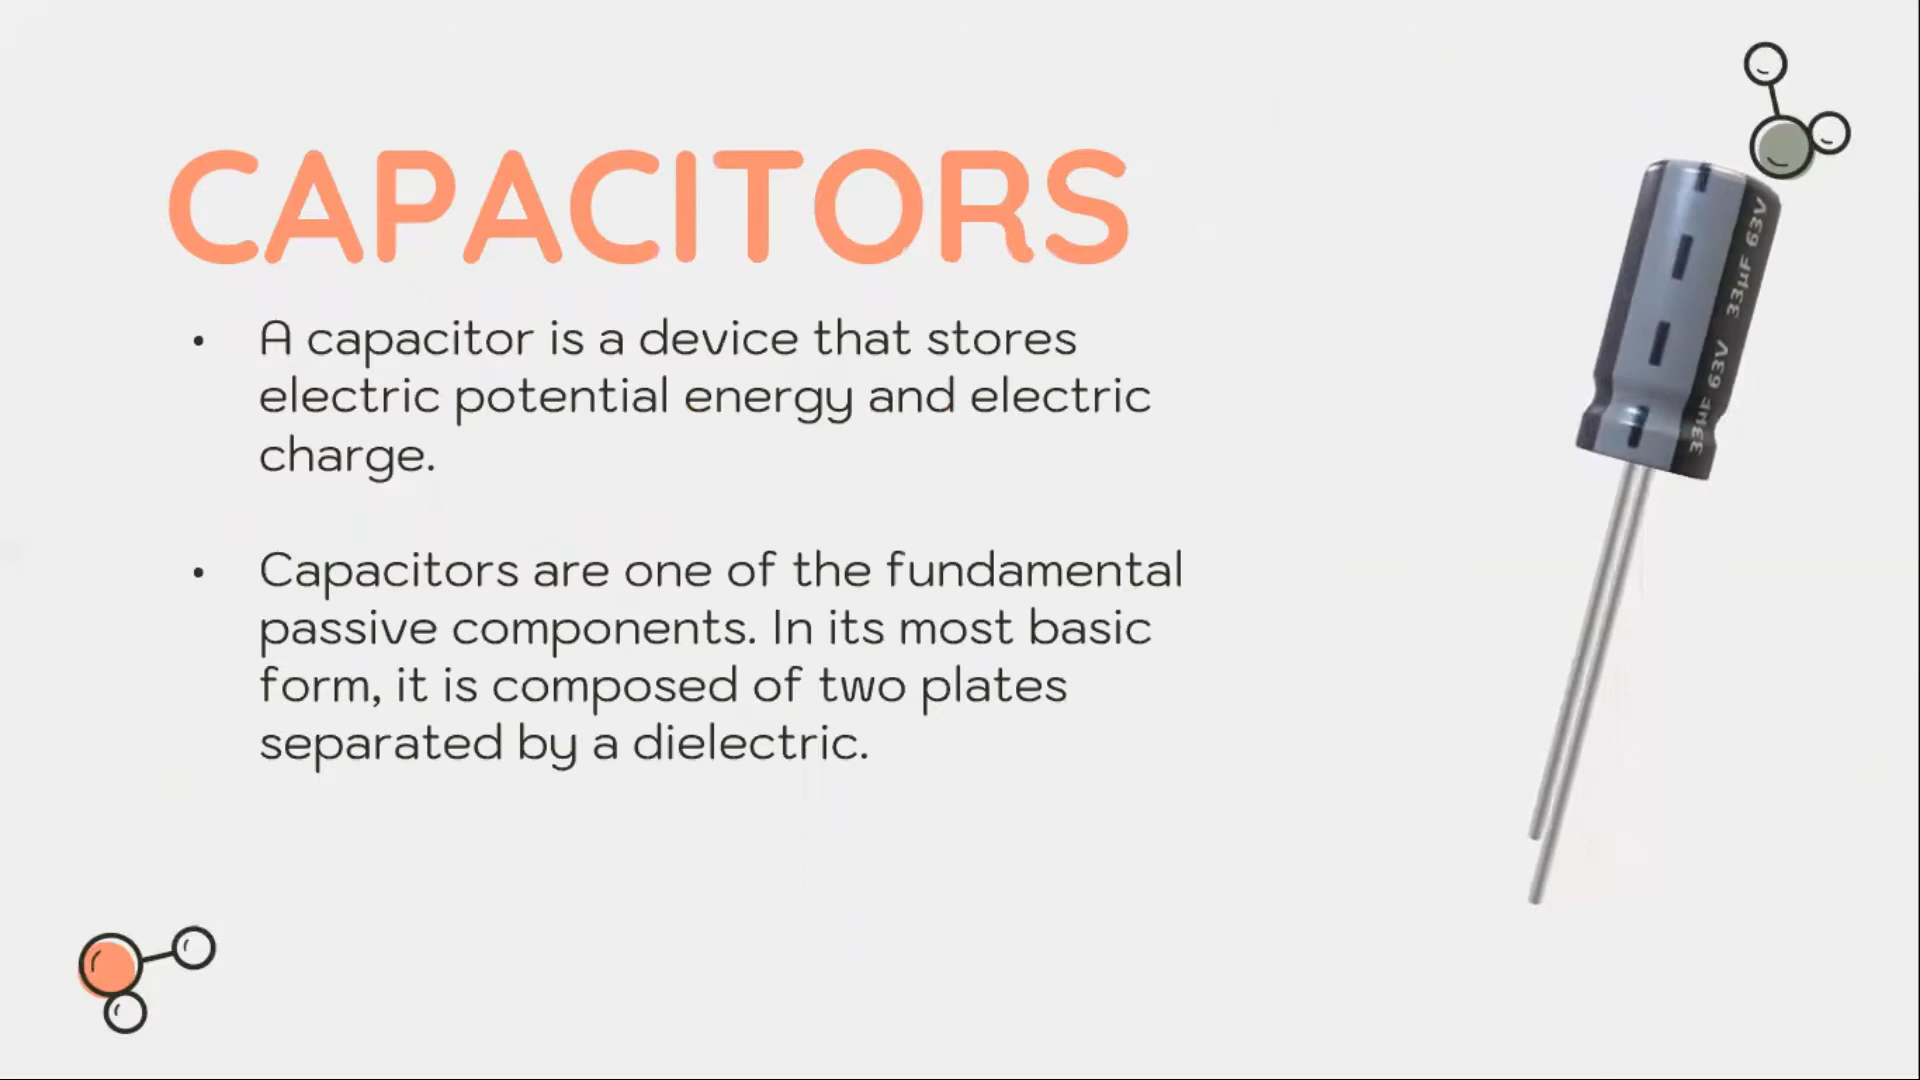 CAPACITORS
• A capacitor is a device that stores
electric potential energy and electric
charge.
• Capacitors are one of the fundamental
passive components. In its most basic
form, it is composed of two plates
separated by a dielectric.
33µF 63V 33µF 63V